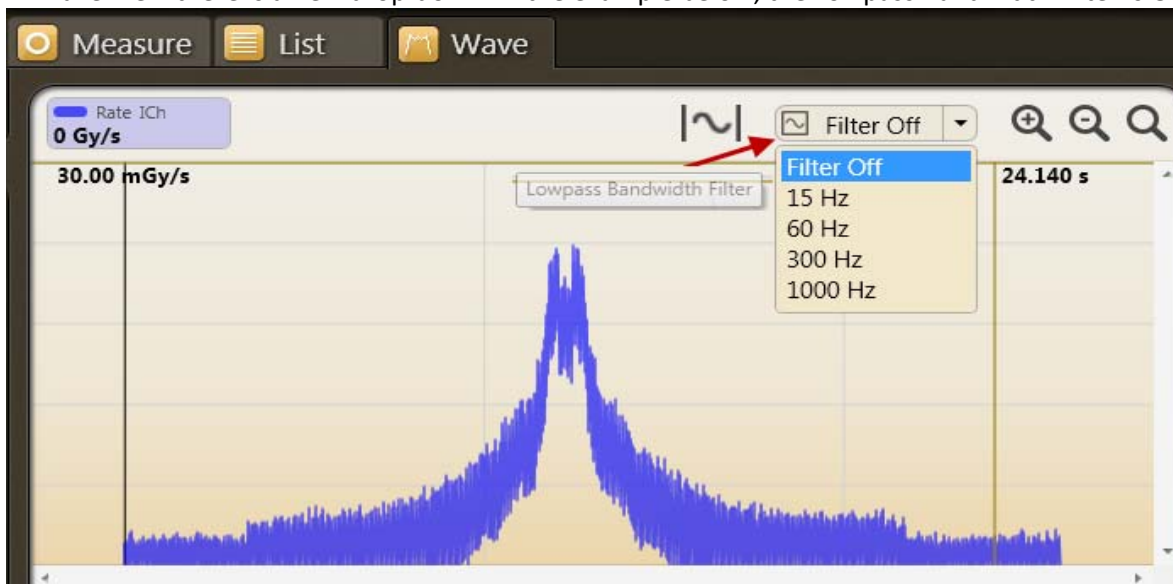 Measure List Wave
Rate ICh
0 Gy/s
Filter Off
30.00 mGy/s
Lowpass Bandwidth Filter
Filter Off
24.140 s
15 Hz
60 Hz
300 Hz
1000 Hz